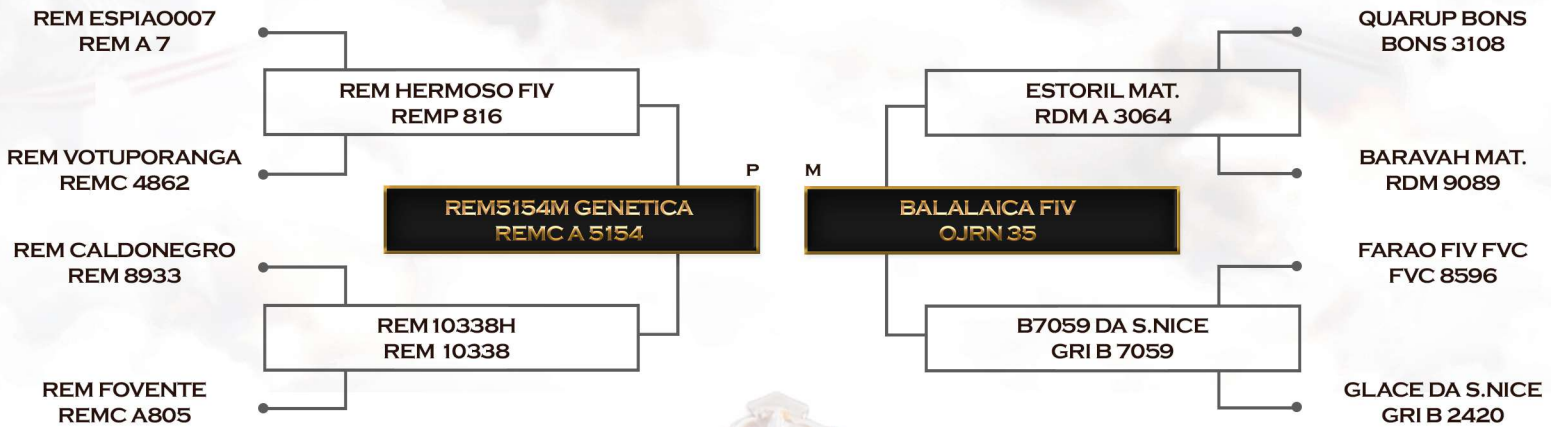 REM ESPIAO007
REM A 7
REM HERMOSO FIV
REMP 816
REM VOTUPORANGA
REMC 4862
P
REM5154M GENETICA
REMC A 5154
REM CALDONEGRO
REM 8933
REM 10338H
REM 10338
REM FOVENTE
REMC A805
QUARUP BONS
BONS 3108
ESTORIL MAT.
RDM A 3064
BARAVAH MAT.
RDM 9089
M
BALALAICA FIV
OJRN 35
FARAO FIV FVC
FVC 8596
B7059 DA S.NICE
GRI B 7059
GLACE DA S.NICE
GRI B 2420